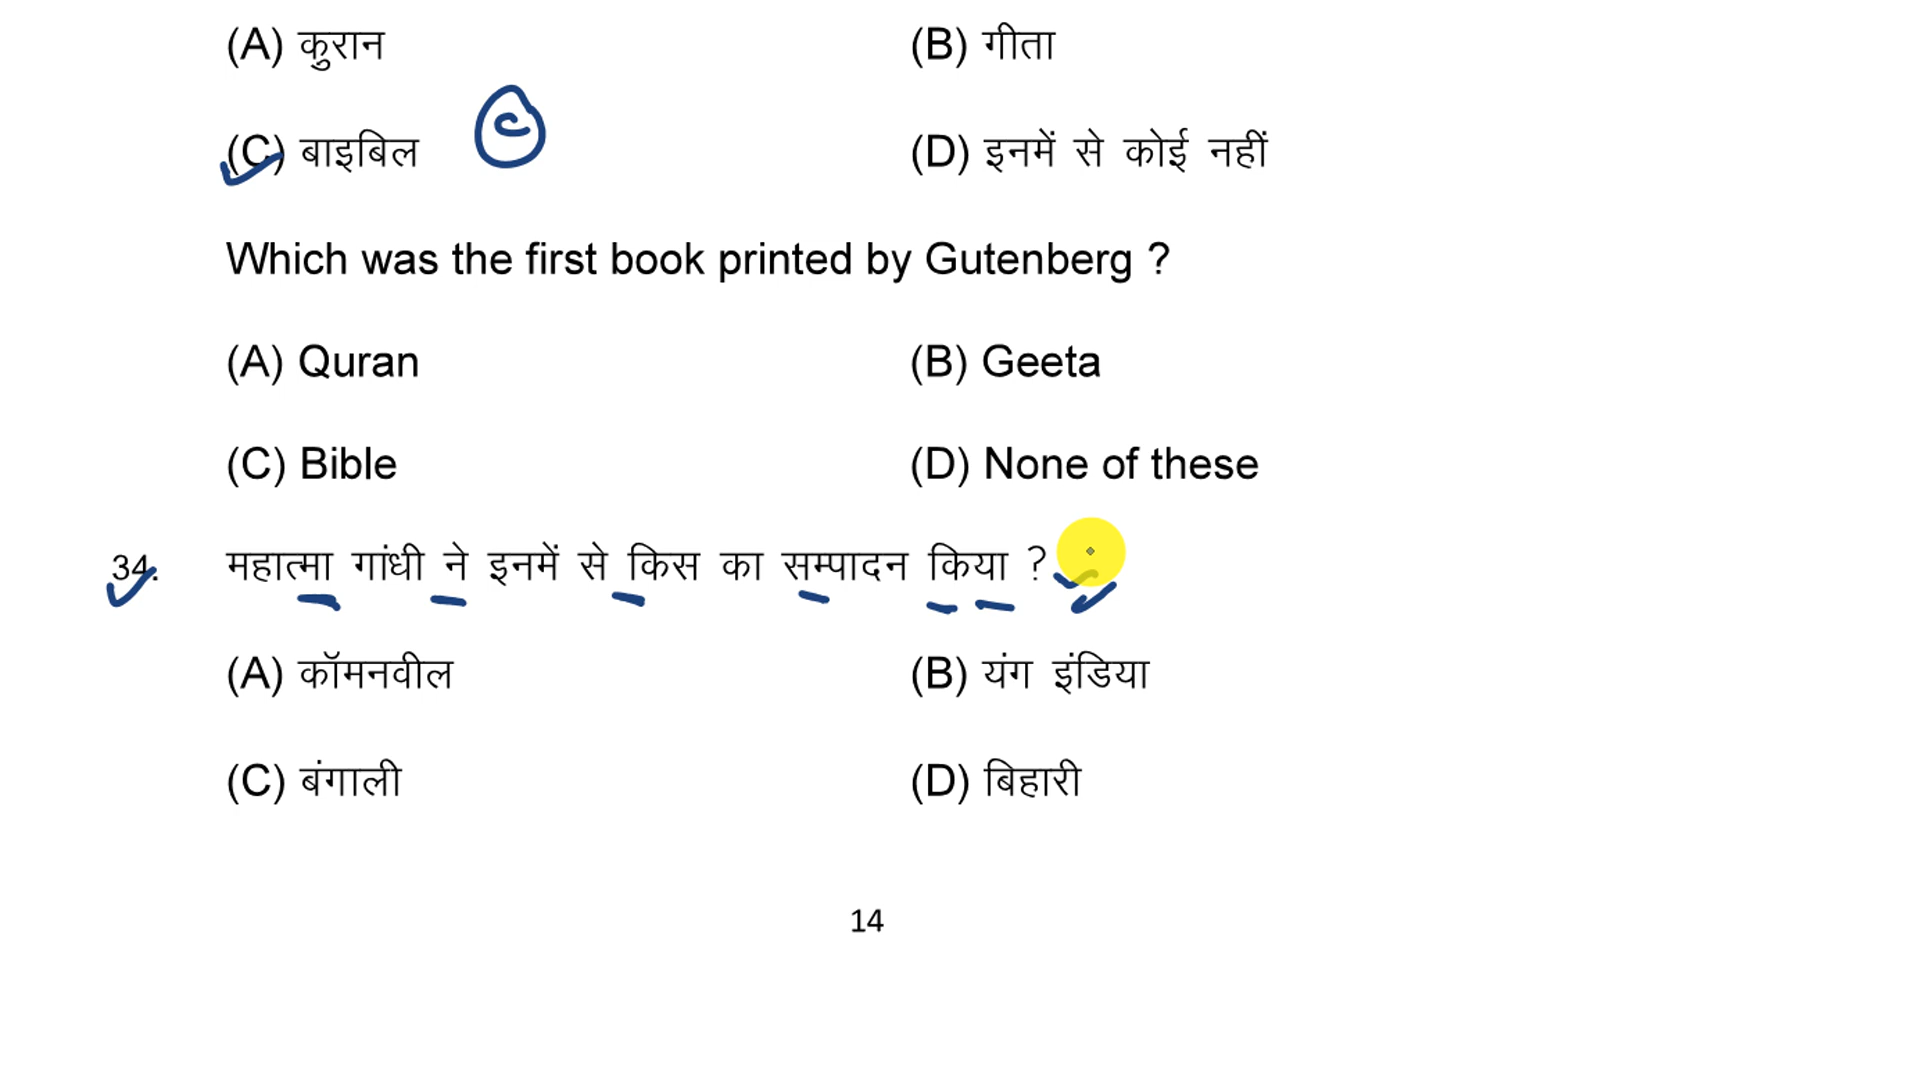 (A) कुरान (B) गीता
(C) बाइबिल C (D) इनमें से कोई नहीं
Which was the first book printed by Gutenberg ?
(A) Quran (B) Geeta
(C) Bible (D) None of these
34. महात्मा गांधी ने इनमें से किस का सम्पादन किया ?
(A) कॉमनवील (B) यंग इंडिया
(C) बंगाली (D) बिहारी
14